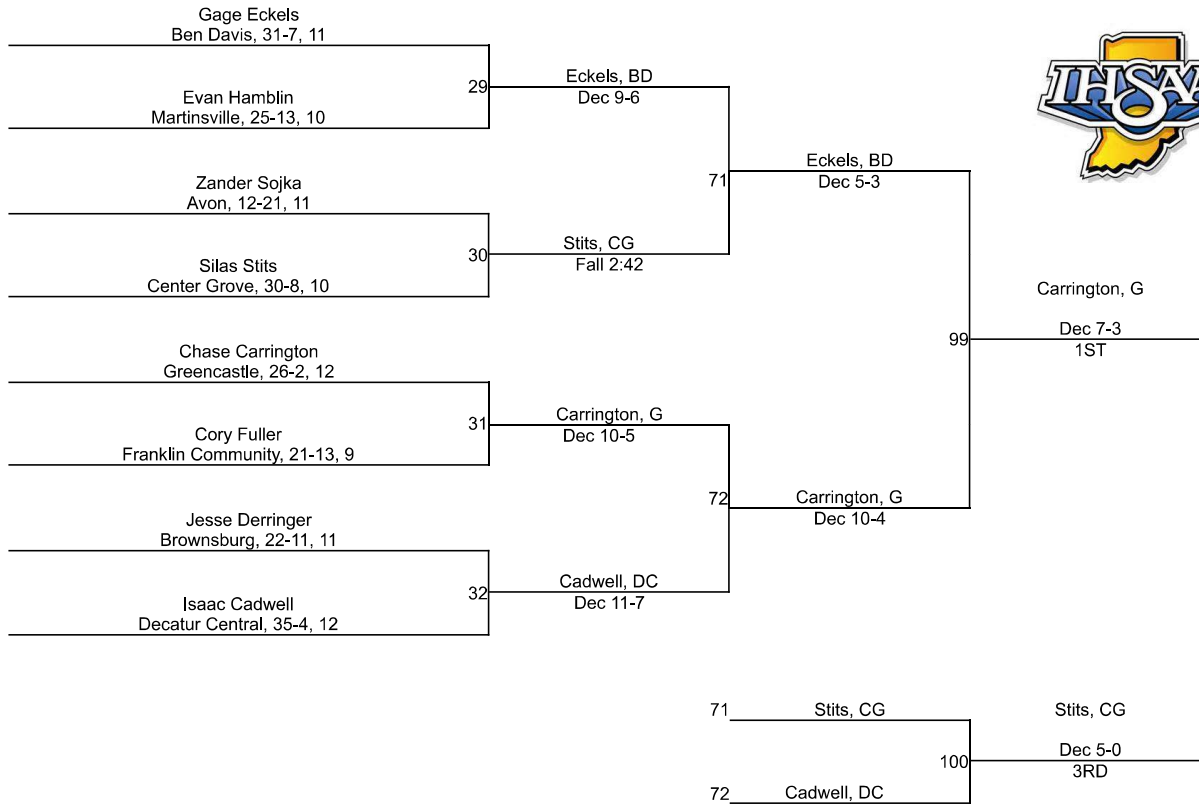 Gage Eckels
Ben Davis, 31-7, 11
29
Eckels, BD
Dec 9-6
Evan Hamblin
Martinsville, 25-13, 10
IHSAA
71
Eckels, BD
Dec 5-3
Zander Sojka
Avon, 12-21, 11
30
Stits, CG
Fall 2:42
Silas Stits
Center Grove, 30-8, 10
99
Carrington, G
Dec 7-3
1ST
Chase Carrington
Greencastle, 26-2, 12
31
Carrington, G
Dec 10-5
Cory Fuller
Franklin Community, 21-13, 9
72
Carrington, G
Dec 10-4
Jesse Derringer
Brownsburg, 22-11, 11
32
Cadwell, DC
Dec 11-7
Isaac Cadwell
Decatur Central, 35-4, 12
71
Stits, CG
100
Stits, CG
Dec 5-0
3RD
72
Cadwell, DC